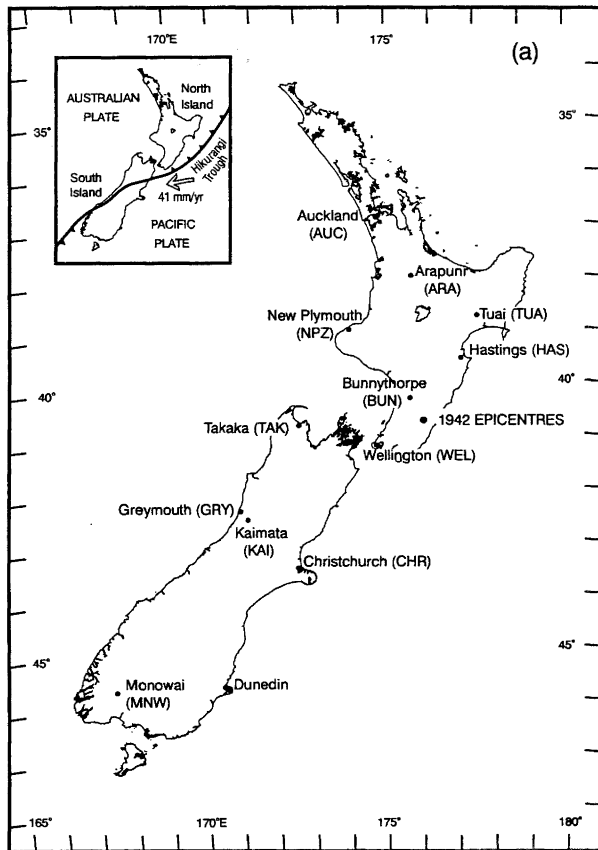 170°E
175°
(a)
North
Island
AUSTRALIAN
PLATE
35°
35°
Hikurangi
Trough
South
Island
41 mm/yr
PACIFIC
PLATE
Auckland
(AUC)
Arapuni
(ARA)
New Plymouth
(NPZ)
Tuai (TUA)
Hastings (HAS)
Bunnythorpe
(BUN)
40°
40°
1942 EPICENTRES
Takaka (TAK)
Wellington (WEL)
Greymouth (GRY)
Kaimata
(KAI)
Christchurch (CHR)
45°
45°
Monowai
(MNW)
Dunedin
165°
170°E
175°
180°